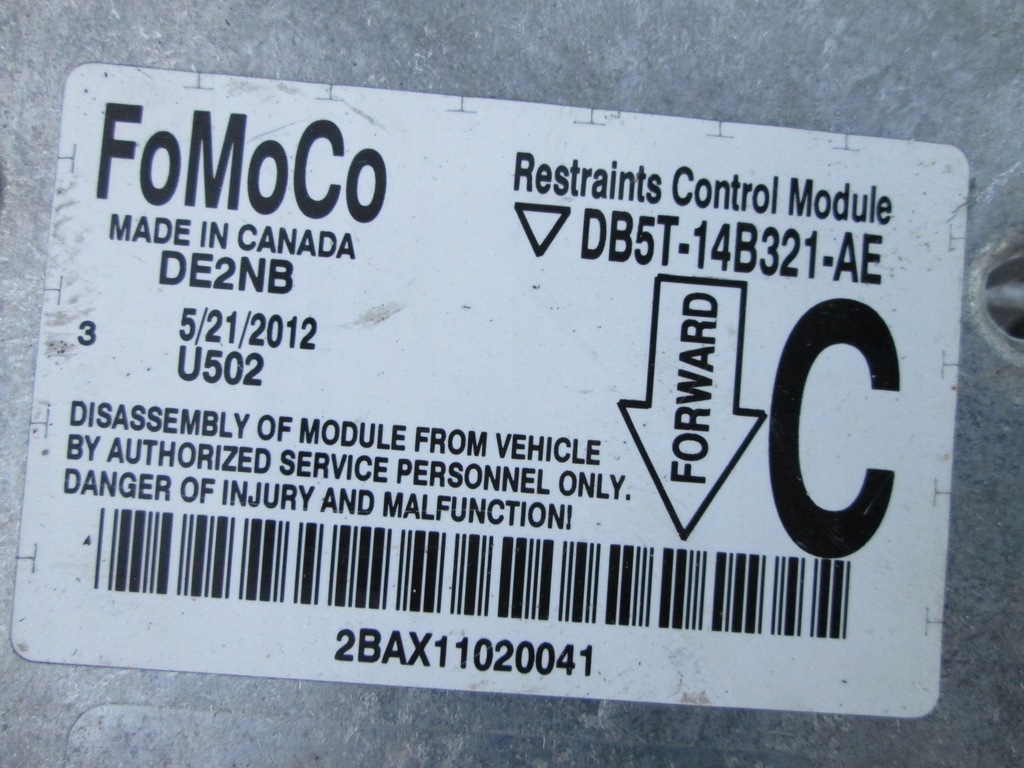 FoMoCo
MADE IN CANADA
DE2NB
3 5/21/2012
U502
Restraints Control Module
DB5T-14B321-AE
FORWARD
C
DISASSEMBLY OF MODULE FROM VEHICLE
BY AUTHORIZED SERVICE PERSONNEL ONLY.
DANGER OF INJURY AND MALFUNCTION!
2BAX11020041